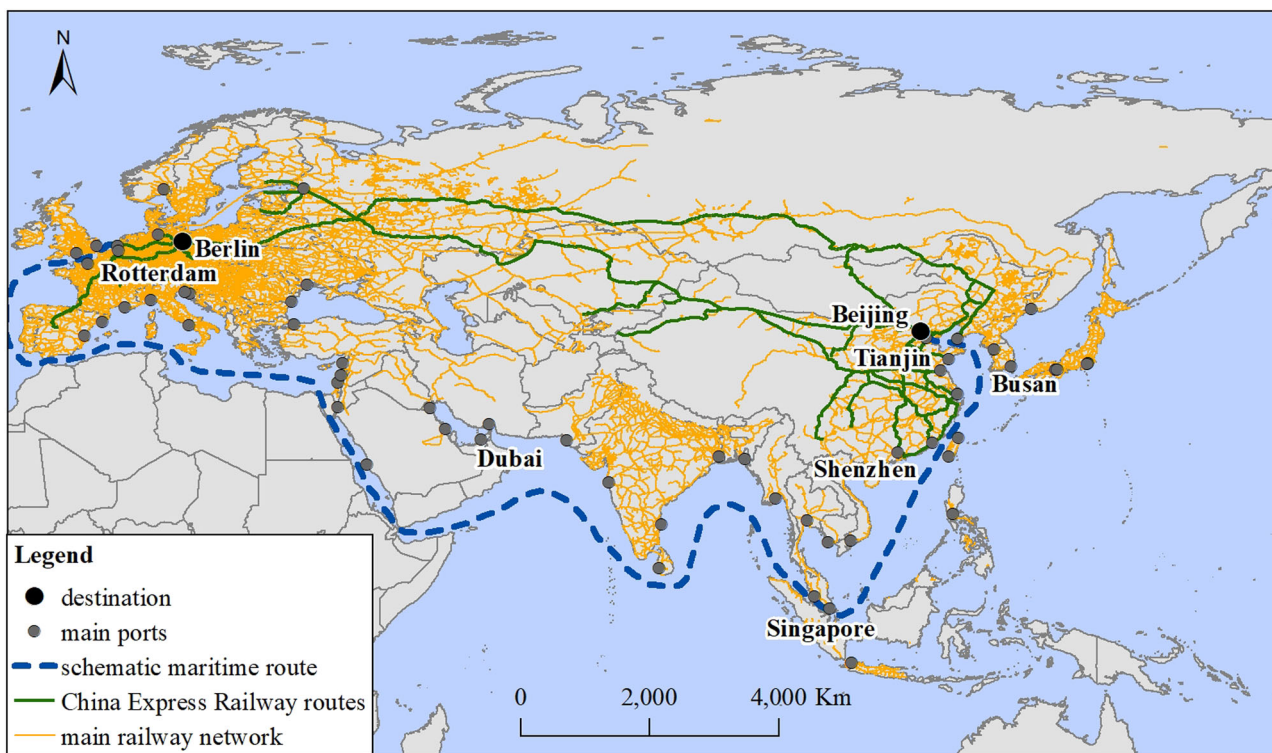 N
Berlin
Rotterdam
Beijing
Tianjin
Busan
Dubai
Shenzhen
Singapore
Legend
destination
main ports
schematic maritime route
China Express Railway routes
main railway network
0 2,000 4,000 Km